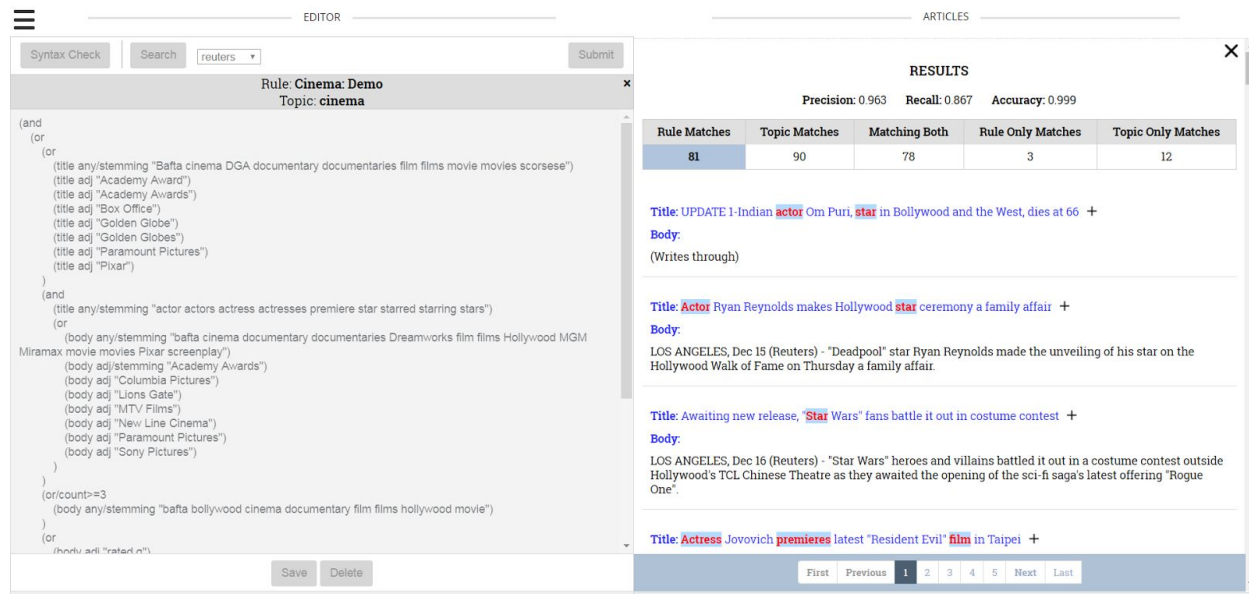 EDITOR
ARTICLES
Syntax Check
Search
reuters
Submit
Rule: Cinema: Demo
Topic: cinema
(and
(or
(or
(title any/stemming "Bafta cinema DGA documentary documentaries film films movie movies scorsese")
(title adj "Academy Award")
(title adj "Academy Awards")
(title adj "Box Office")
(title adj "Golden Globe")
(title adj "Golden Globes")
(title adj "Paramount Pictures")
(title adj "Pixar")
)
(and
(title any/stemming "actor actors actress actresses premiere star starred starring stars")
(or
(body any/stemming "bafta cinema documentary documentaries Dreamworks film films Hollywood MGM
Miramax movie movies Pixar screenplay")
(body adj/stemming "Academy Awards")
(body adj "Columbia Pictures")
(body adj "Lions Gate")
(body adj "MTV Films")
(body adj "New Line Cinema")
(body adj "Paramount Pictures")
(body adj "Sony Pictures")
)
)
(or/count>=3
(body any/stemming "bafta bollywood cinema documentary film films hollywood movie")
)
(or
(body adj "rated g")
Save
Delete
RESULTS
Precision: 0.963 Recall: 0.867 Accuracy: 0.999
Rule Matches Topic Matches Matching Both Rule Only Matches Topic Only Matches
81 90 78 3 12
Title: UPDATE 1-Indian actor Om Puri, star in Bollywood and the West, dies at 66 +
Body:
(Writes through)
Title: Actor Ryan Reynolds makes Hollywood star ceremony a family affair +
Body:
LOS ANGELES, Dec 15 (Reuters) - "Deadpool" star Ryan Reynolds made the unveiling of his star on the
Hollywood Walk of Fame on Thursday a family affair.
Title: Awaiting new release, "Star Wars" fans battle it out in costume contest +
Body:
LOS ANGELES, Dec 16 (Reuters) - "Star Wars" heroes and villains battled it out in a costume contest outside
Hollywood's TCL Chinese Theatre as they awaited the opening of the sci-fi saga's latest offering "Rogue
One".
Title: Actress Jovovich premieres latest "Resident Evil" film in Taipei +
First Previous 1 2 3 4 5 Next Last